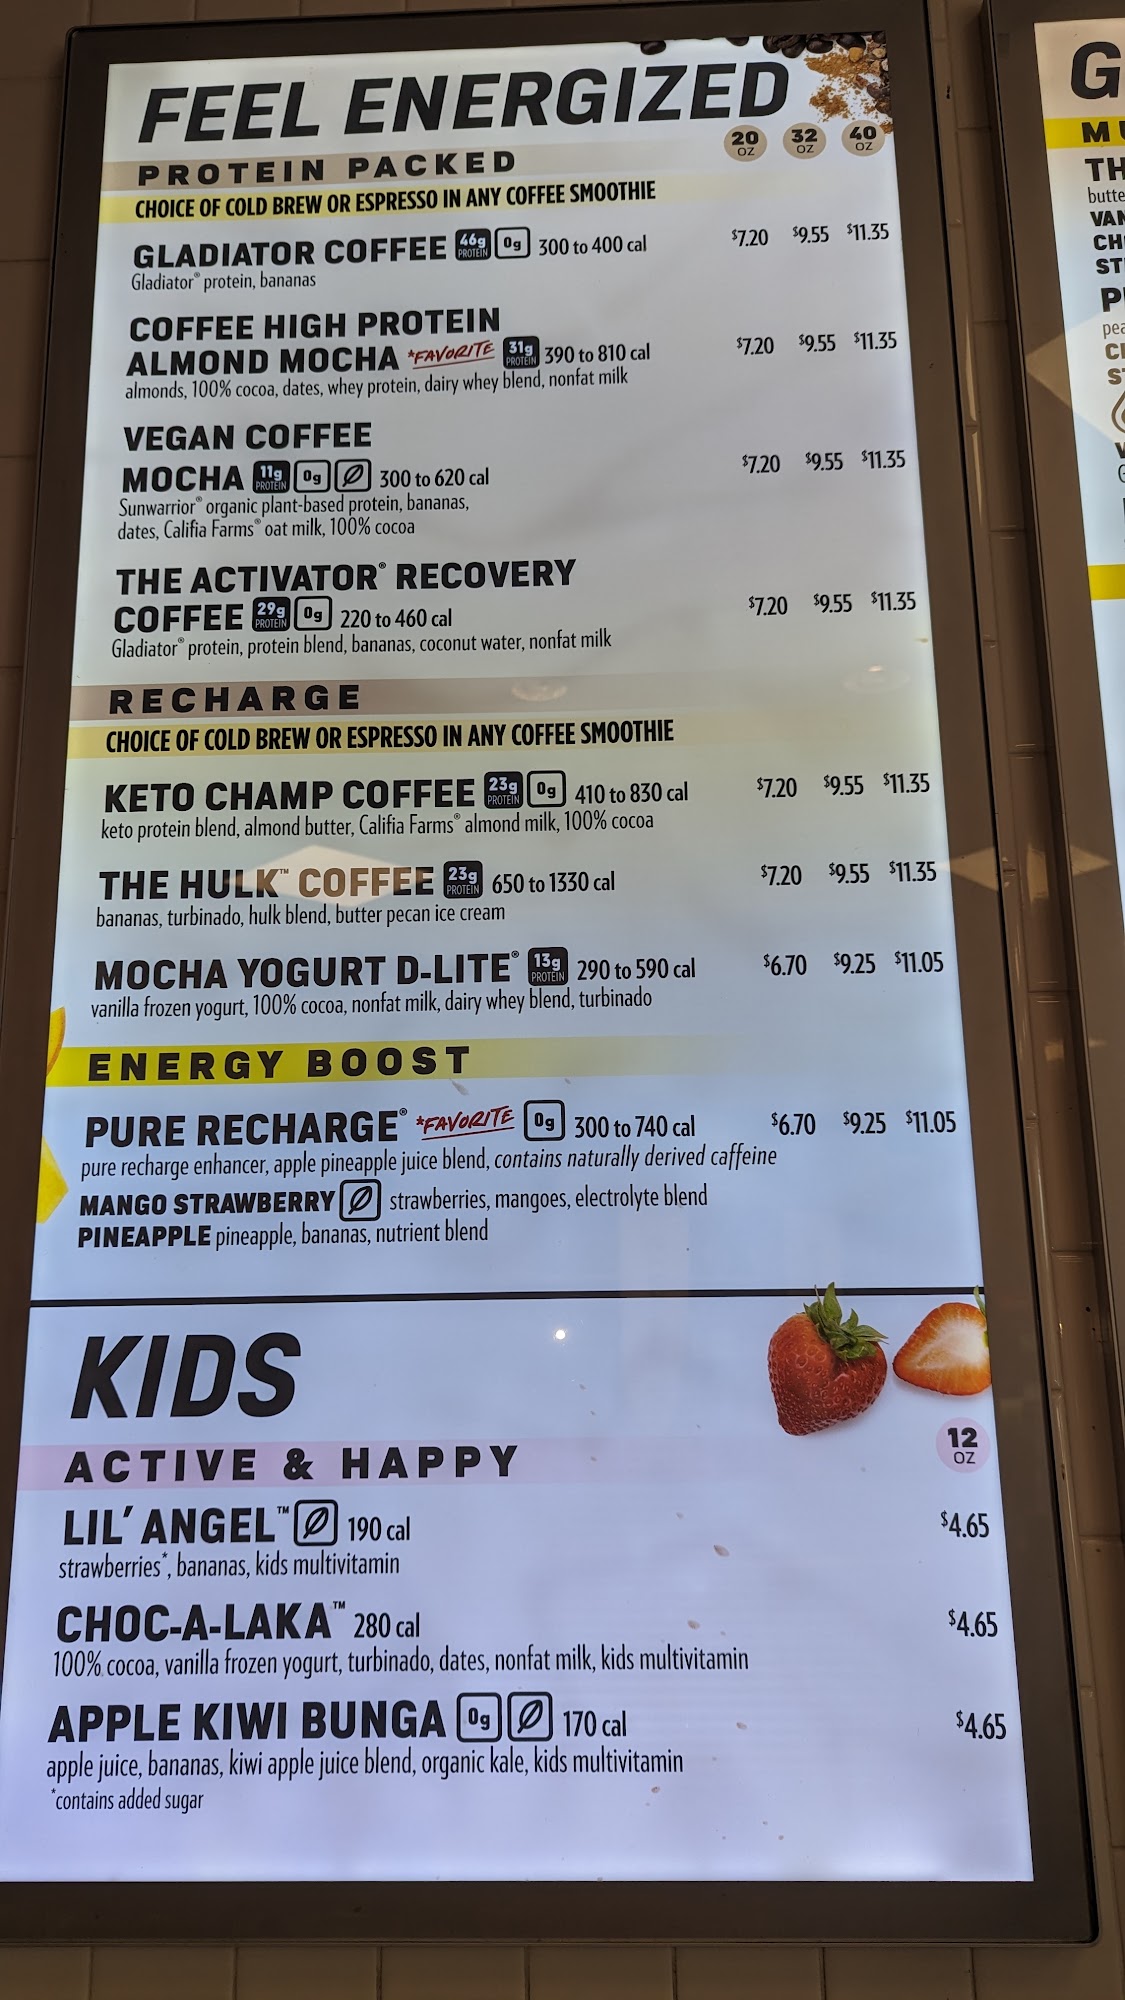 FEEL ENERGIZED
20 OZ 32 OZ 40 OZ
PROTEIN PACKED
CHOICE OF COLD BREW OR ESPRESSO IN ANY COFFEE SMOOTHIE
GLADIATOR COFFEE 46g PROTEIN 0g 300 to 400 cal $7.20 $9.55 $11.35
Gladiator® protein, bananas
COFFEE HIGH PROTEIN
ALMOND MOCHA *FAVORITE 31g PROTEIN 390 to 810 cal $7.20 $9.55 $11.35
almonds, 100% cocoa, dates, whey protein, dairy whey blend, nonfat milk
VEGAN COFFEE
MOCHA 11g PROTEIN 0g 300 to 620 cal $7.20 $9.55 $11.35
Sunwarrior® organic plant-based protein, bananas,
dates, Califia Farms® oat milk, 100% cocoa
THE ACTIVATOR® RECOVERY
COFFEE 29g PROTEIN 0g 220 to 460 cal $7.20 $9.55 $11.35
Gladiator® protein, protein blend, bananas, coconut water, nonfat milk
RECHARGE
CHOICE OF COLD BREW OR ESPRESSO IN ANY COFFEE SMOOTHIE
KETO CHAMP COFFEE 23g PROTEIN 0g 410 to 830 cal $7.20 $9.55 $11.35
keto protein blend, almond butter, Califia Farms® almond milk, 100% cocoa
THE HULK™ COFFEE 23g PROTEIN 650 to 1330 cal $7.20 $9.55 $11.35
bananas, turbinado, hulk blend, butter pecan ice cream
MOCHA YOGURT D-LITE® 13g PROTEIN 290 to 590 cal $6.70 $9.25 $11.05
vanilla frozen yogurt, 100% cocoa, nonfat milk, dairy whey blend, turbinado
ENERGY BOOST
PURE RECHARGE® *FAVORITE 0g 300 to 740 cal $6.70 $9.25 $11.05
pure recharge enhancer, apple pineapple juice blend, contains naturally derived caffeine
MANGO STRAWBERRY strawberries, mangoes, electrolyte blend
PINEAPPLE pineapple, bananas, nutrient blend
KIDS
12 OZ
ACTIVE & HAPPY
LIL' ANGEL™ 190 cal $4.65
strawberries*, bananas, kids multivitamin
CHOC-A-LAKA™ 280 cal $4.65
100% cocoa, vanilla frozen yogurt, turbinado, dates, nonfat milk, kids multivitamin
APPLE KIWI BUNGA 0g 170 cal $4.65
apple juice, bananas, kiwi apple juice blend, organic kale, kids multivitamin
*contains added sugar